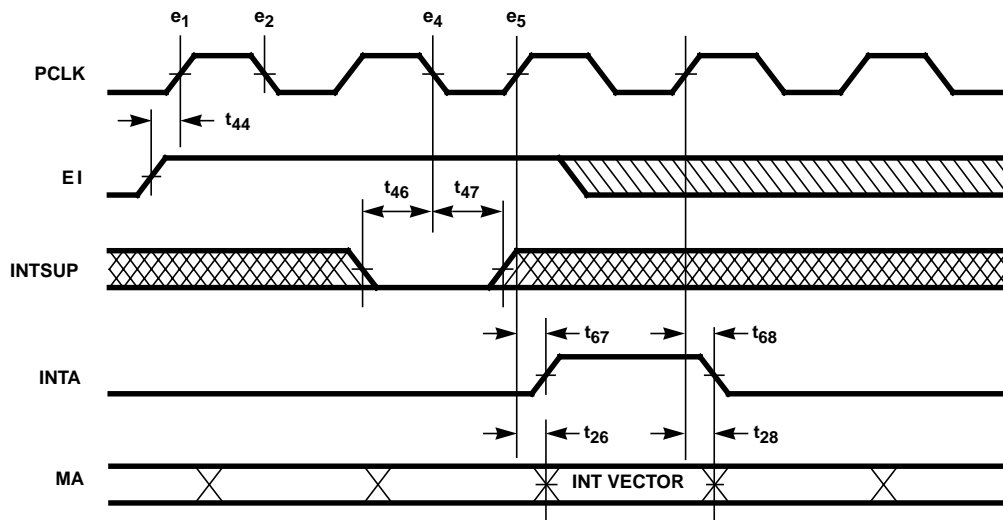 e1 e2 e4 e5
PCLK
t44
EI
t46 t47
INTSUP
t67 t68
INTA
t26 t28
MA INT VECTOR